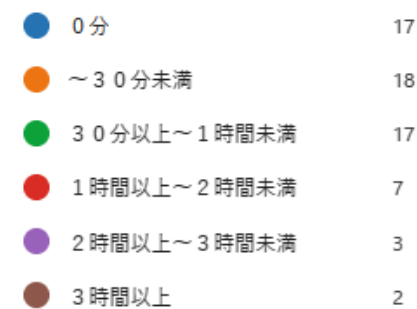 ０分 17
～３０分未満 18
３０分以上～１時間未満 17
１時間以上～２時間未満 7
２時間以上～３時間未満 3
３時間以上 2